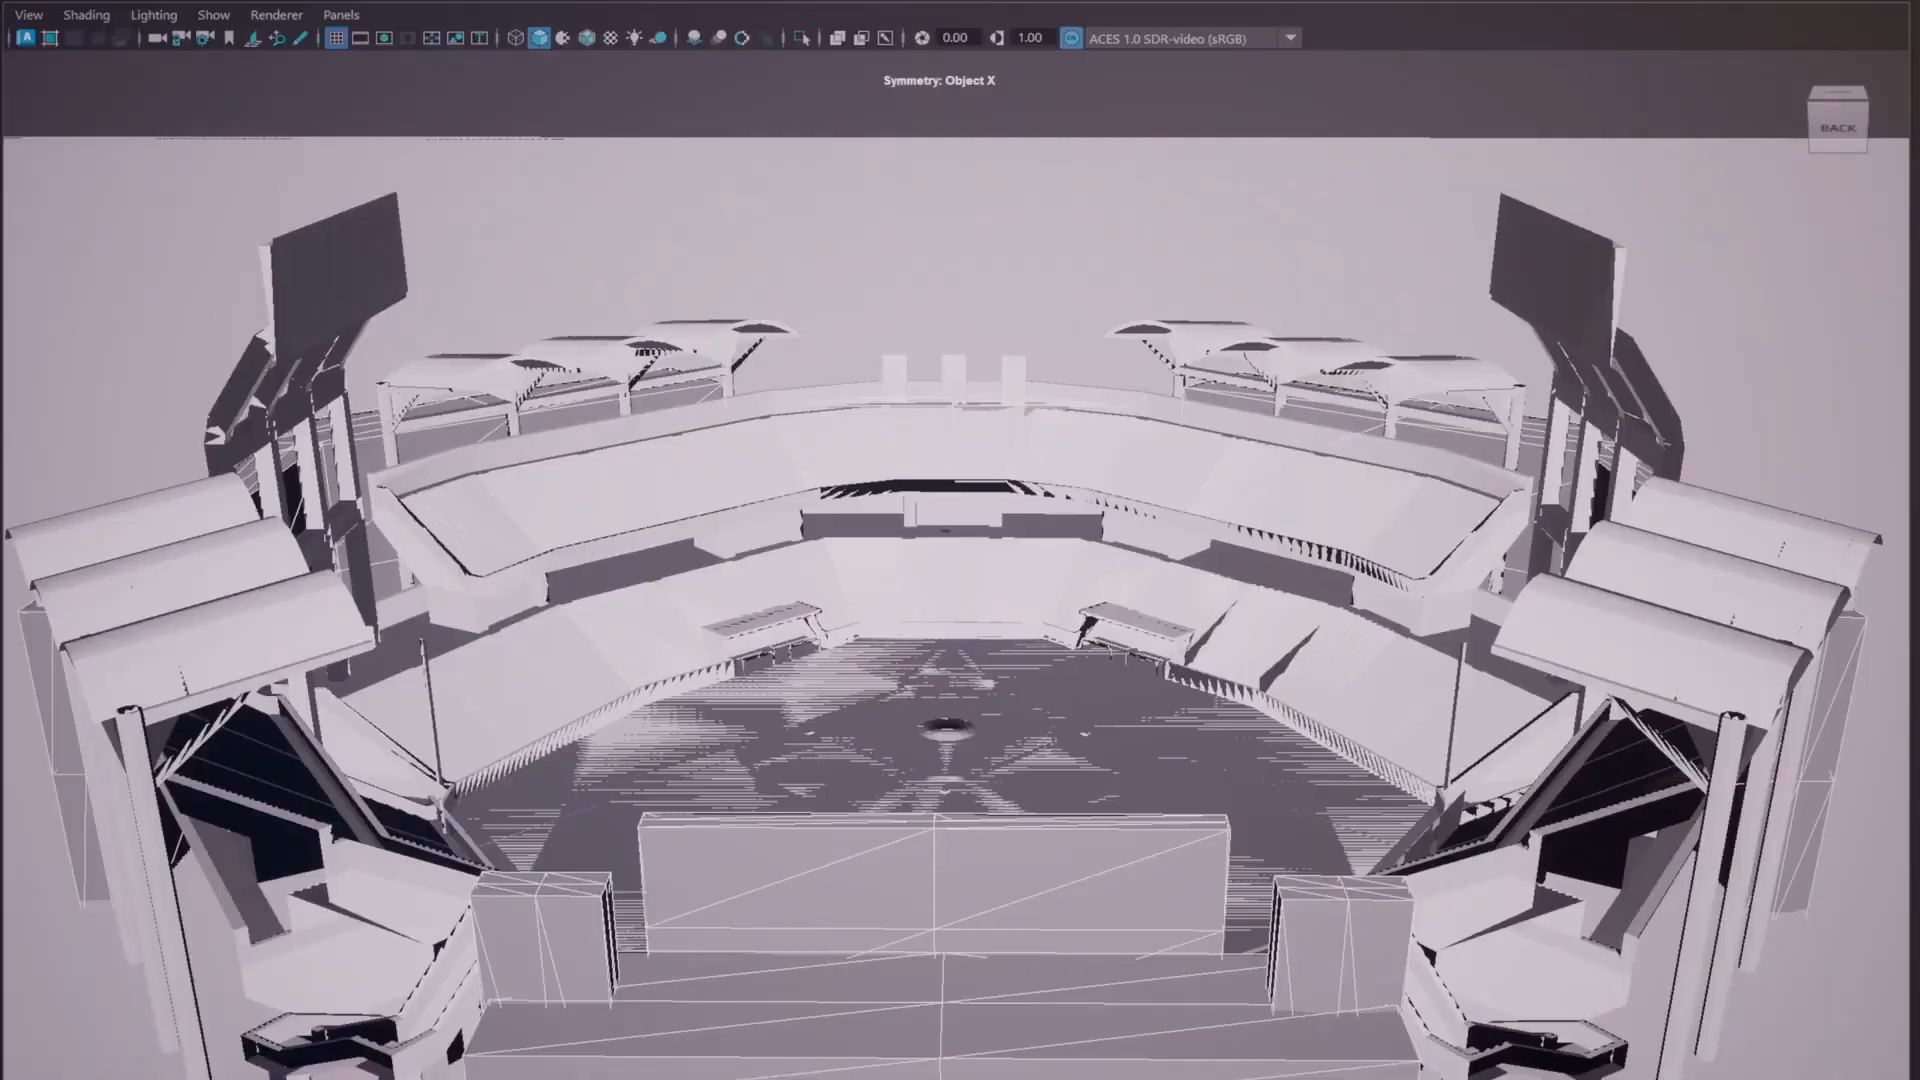 View Shading Lighting Show Renderer Panels
0.00 1.00 ON ACES 1.0 SDR-video (sRGB)
Symmetry: Object X
BACK